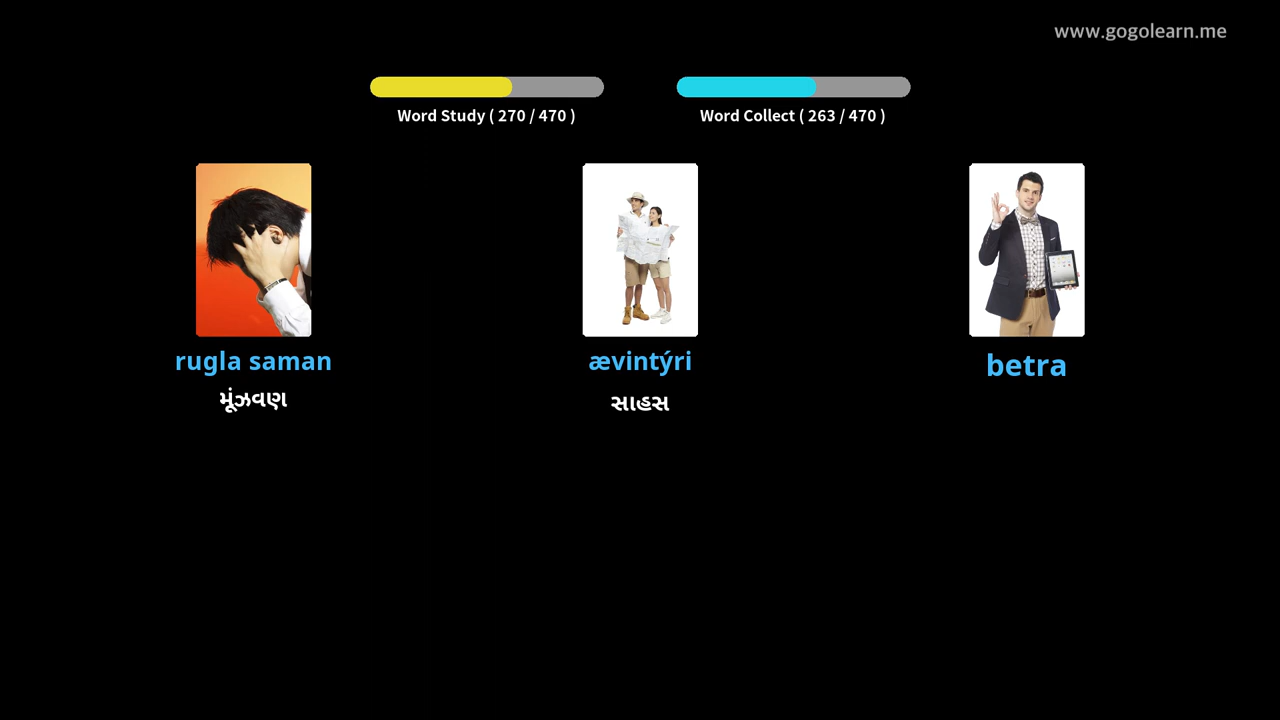 www.gogolearn.me
Word Study ( 270 / 470 )
Word Collect ( 263 / 470 )
rugla saman
મૂંઝવણ
ævintýri
સાહસ
betra